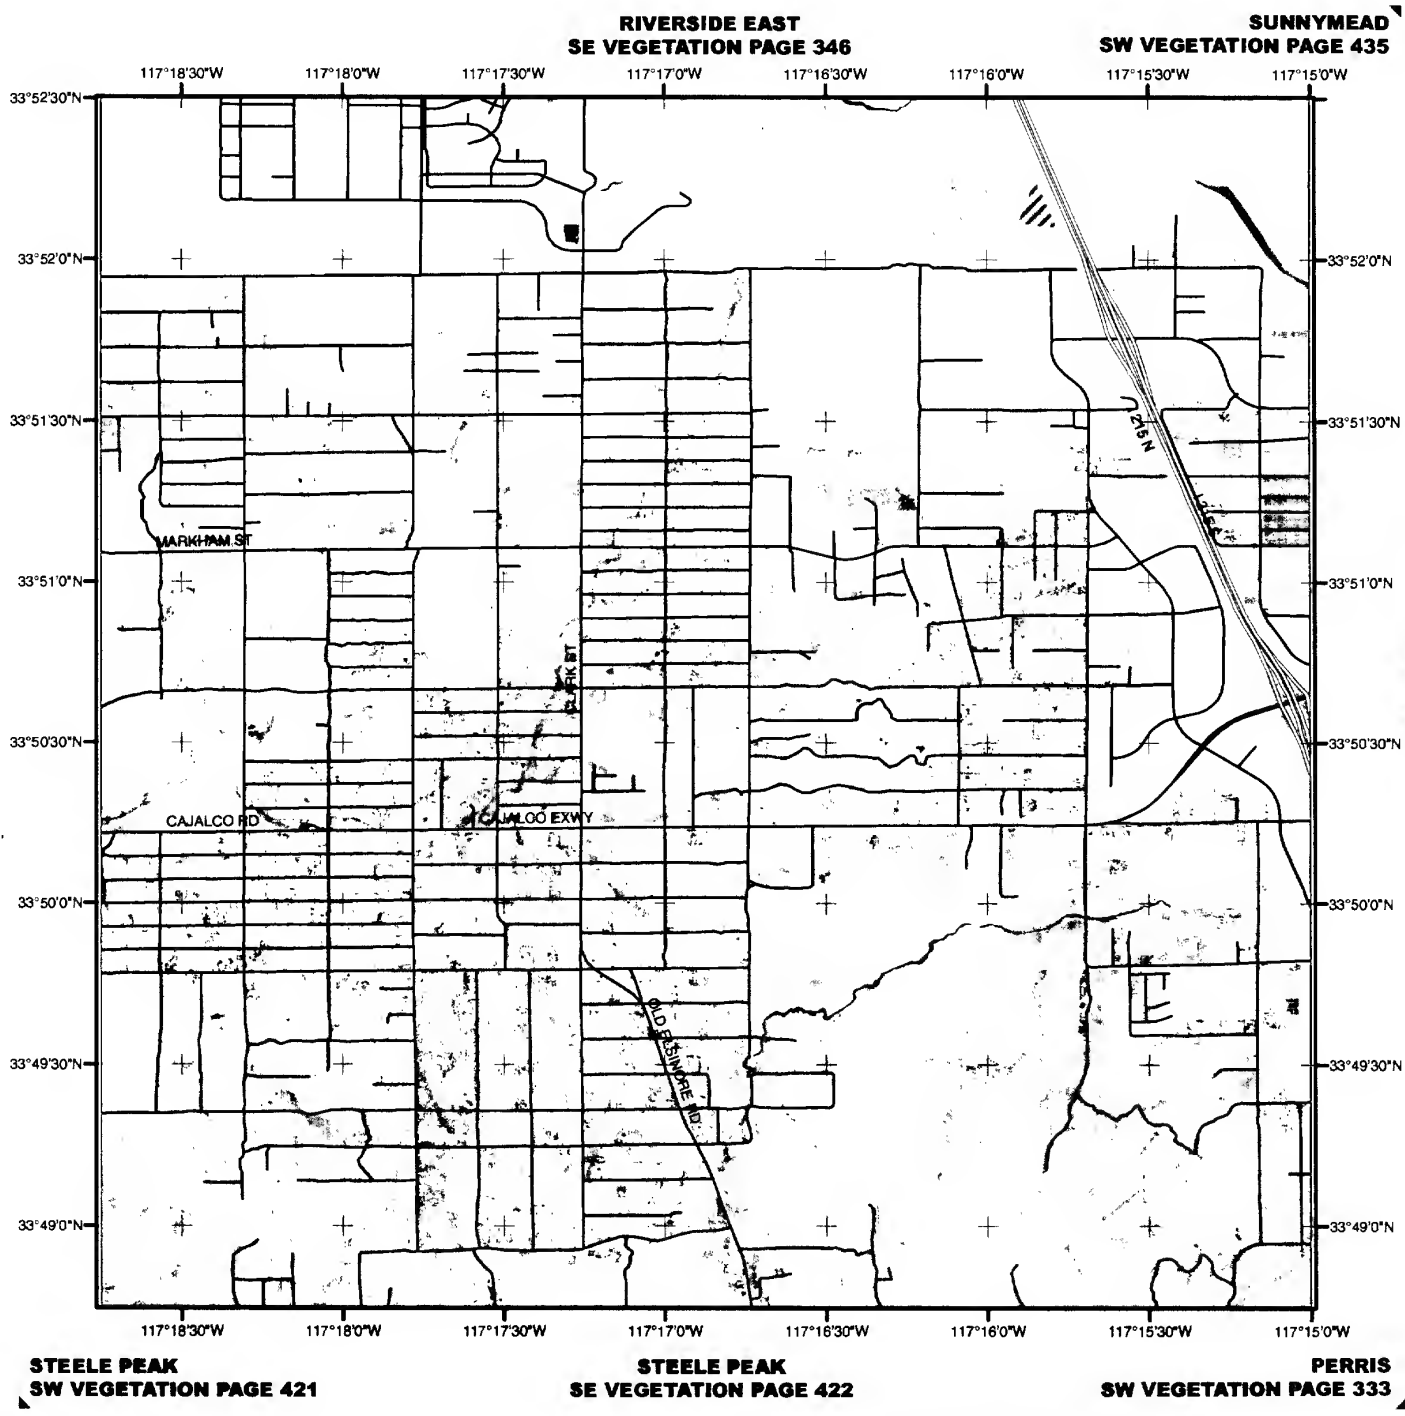 RIVERSIDE EAST
SE VEGETATION PAGE 346
SUNNYMEAD
SW VEGETATION PAGE 435
117°18'30"W 117°18'0"W 117°17'30"W 117°17'0"W 117°16'30"W 117°16'0"W 117°15'30"W 117°15'0"W
33°52'30"N
33°52'0"N 33°52'0"N
33°51'30"N 33°51'30"N
I 215 N
I 215 S
MARKHAM ST
33°51'0"N 33°51'0"N
CLARK ST
33°50'30"N 33°50'30"N
CAJALCO RD CAJALCO EXWY
33°50'0"N 33°50'0"N
OLD ELSINORE RD
33°49'30"N 33°49'30"N
33°49'0"N 33°49'0"N
117°18'30"W 117°18'0"W 117°17'30"W 117°17'0"W 117°16'30"W 117°16'0"W 117°15'30"W 117°15'0"W
STEELE PEAK
SW VEGETATION PAGE 421
STEELE PEAK
SE VEGETATION PAGE 422
PERRIS
SW VEGETATION PAGE 333